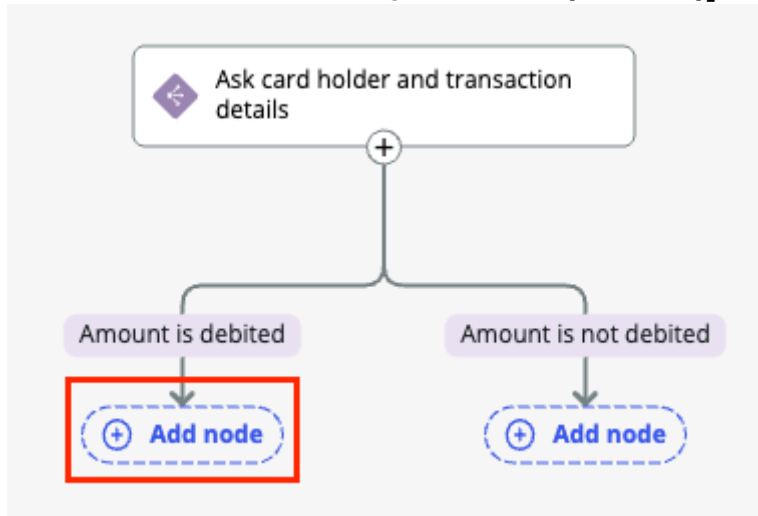 Ask card holder and transaction
details
Amount is debited
Amount is not debited
Add node
Add node